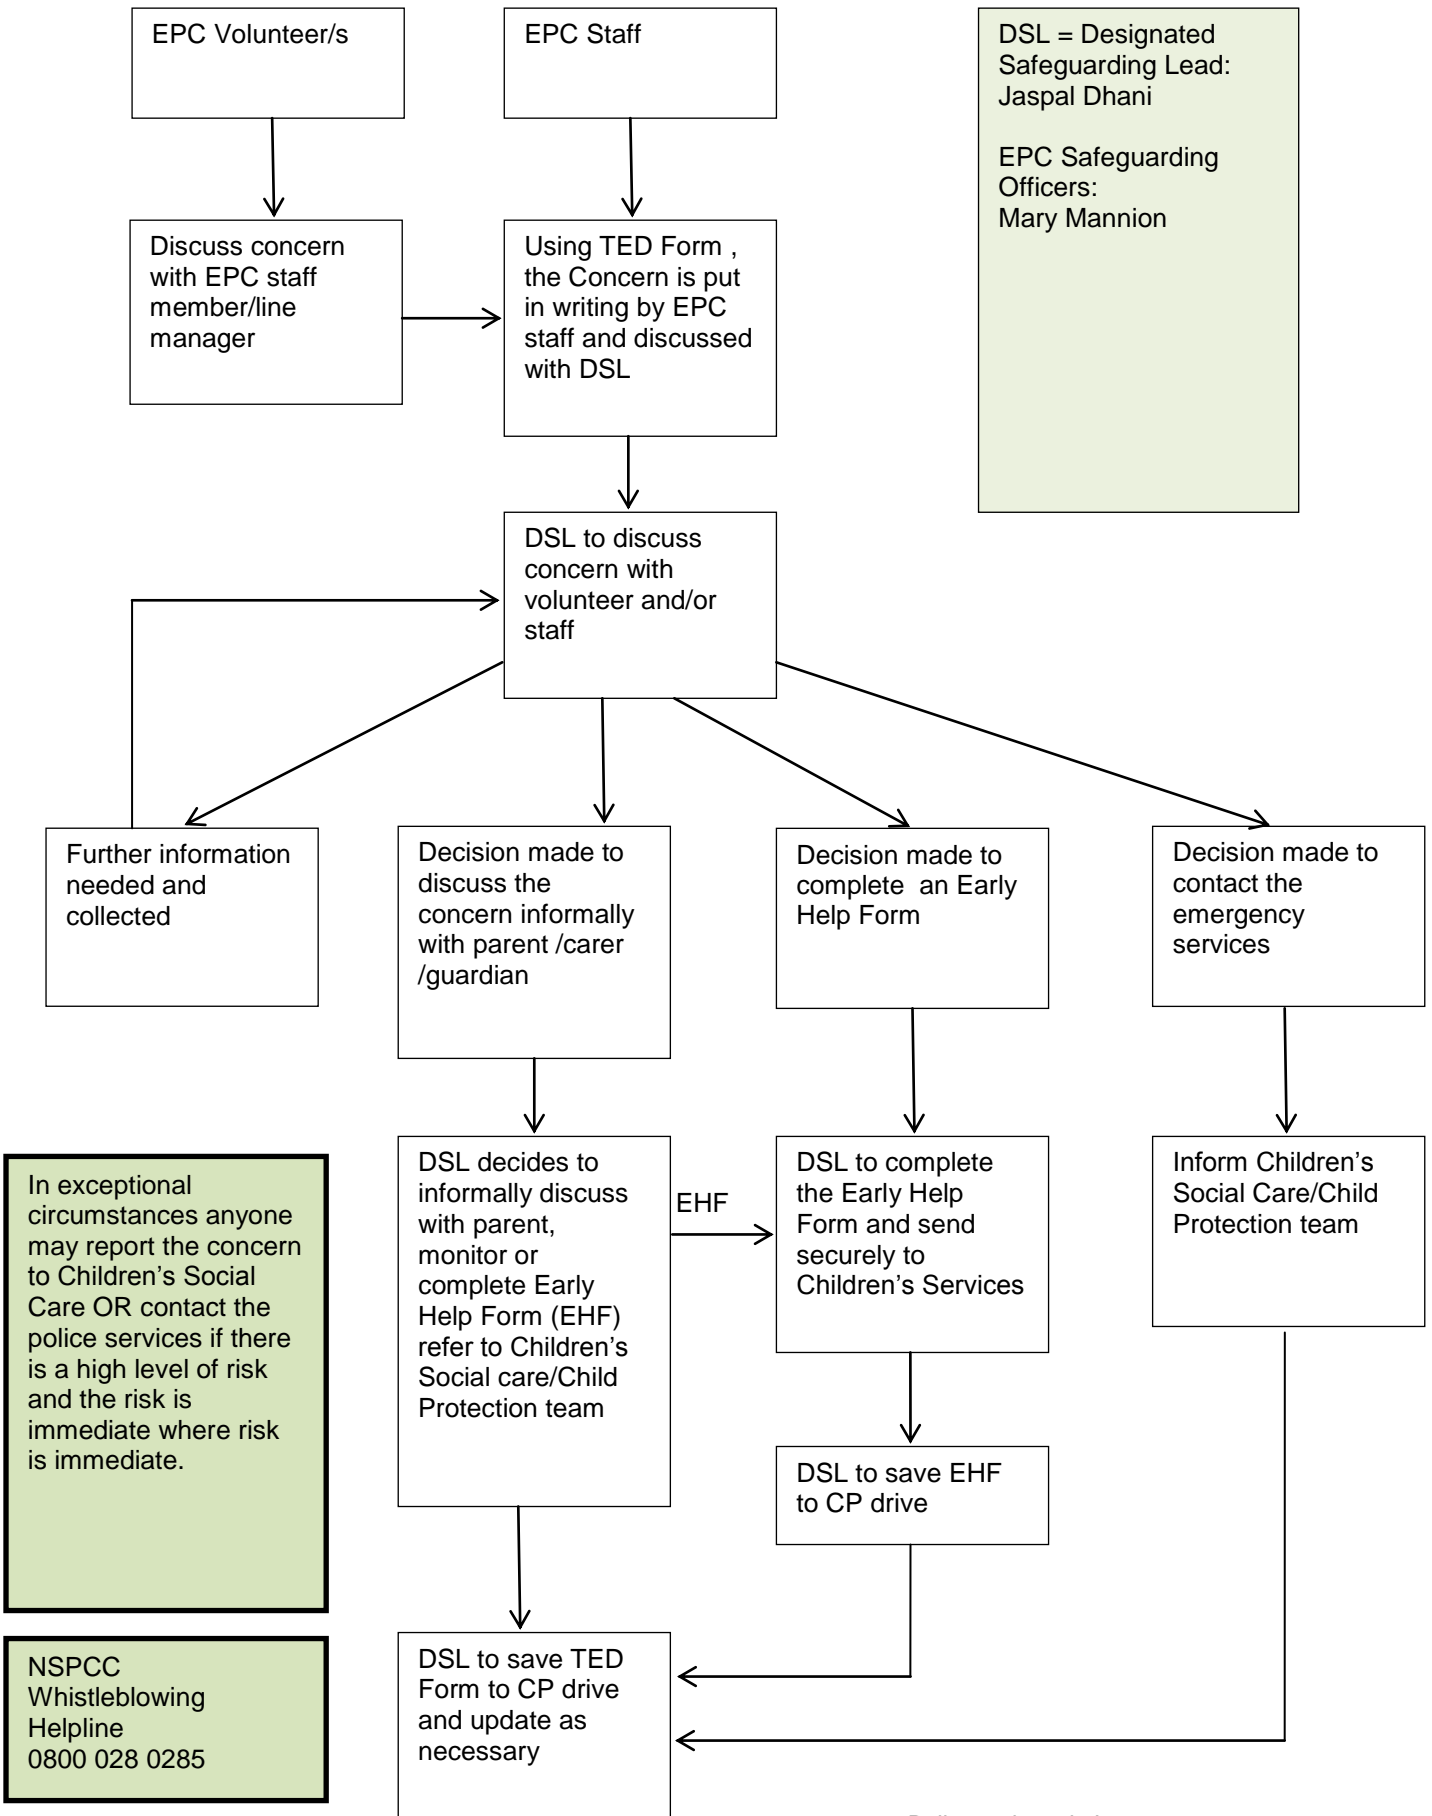 EPC Volunteer/s
EPC Staff
DSL = Designated
Safeguarding Lead:
Jaspal Dhani
EPC Safeguarding
Officers:
Mary Mannion
Discuss concern
with EPC staff
member/line
manager
Using TED Form ,
the Concern is put
in writing by EPC
staff and discussed
with DSL
DSL to discuss
concern with
volunteer and/or
staff
Further information
needed and
collected
Decision made to
discuss the
concern informally
with parent /carer
/guardian
Decision made to
complete  an Early
Help Form
Decision made to
contact the
emergency
services
In exceptional
circumstances anyone
may report the concern
to Children's Social
Care OR contact the
police services if there
is a high level of risk
and the risk is
immediate where risk
is immediate.
DSL decides to
informally discuss
with parent,
monitor or
complete Early
Help Form (EHF)
refer to Children's
Social care/Child
Protection team
EHF
DSL to complete
the Early Help
Form and send
securely to
Children's Services
Inform Children's
Social Care/Child
Protection team
DSL to save EHF
to CP drive
NSPCC
Whistleblowing
Helpline
0800 028 0285
DSL to save TED
Form to CP drive
and update as
necessary